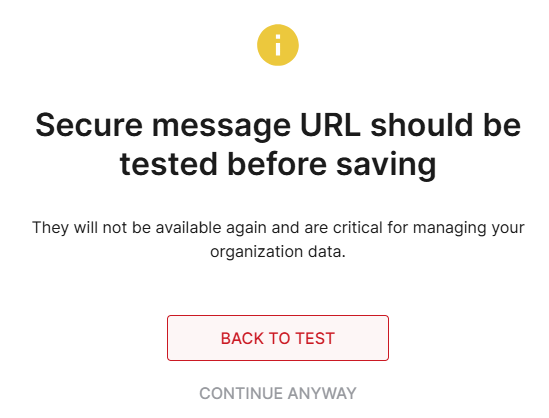 Secure message URL should be
tested before saving
They will not be available again and are critical for managing your
organization data.
BACK TO TEST
CONTINUE ANYWAY